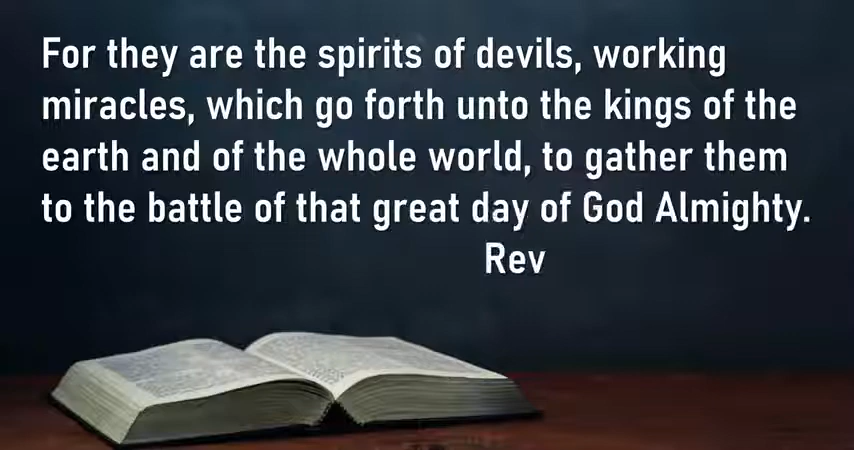 For they are the spirits of devils, working
miracles, which go forth unto the kings of the
earth and of the whole world, to gather them
to the battle of that great day of God Almighty.
Rev